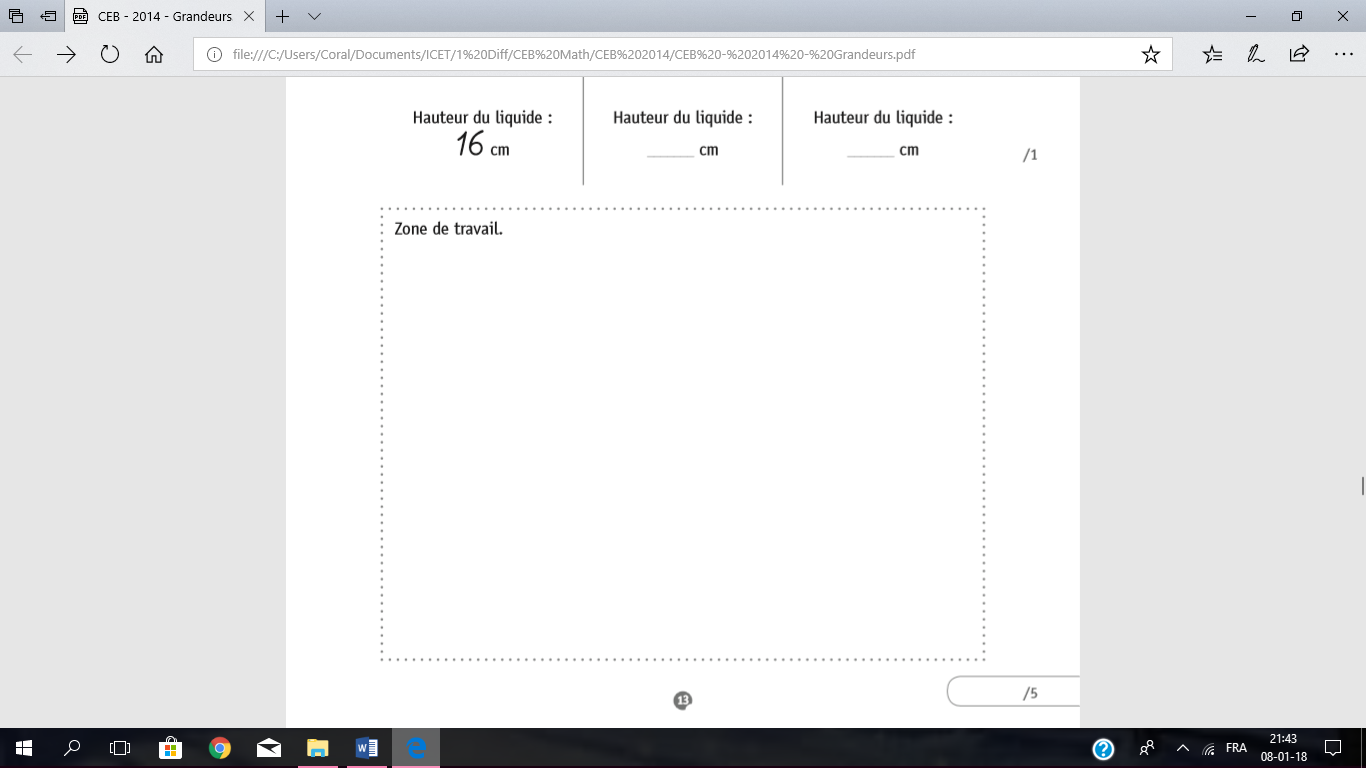 CEB - 2014 - Grandeurs
file:///C:/Users/Coral/Documents/ICET/1%20Diff/CEB%20Math/CEB%202014/CEB%20-%202014%20-%20Grandeurs.pdf
Hauteur du liquide : Hauteur du liquide : Hauteur du liquide :
16 cm _____ cm _____ cm /1
Zone de travail.
13 /5
FRA 21:43
08-01-18